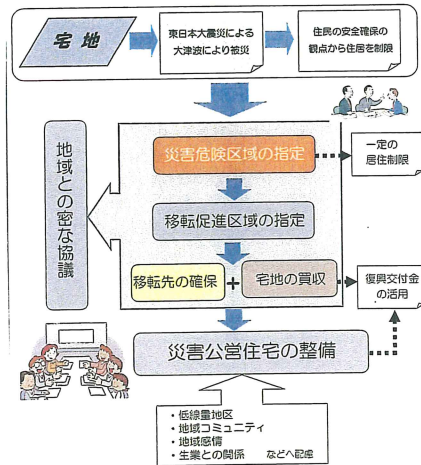 宅地
東日本大震災による
大津波により被災
住民の安全確保の
観点から住居を制限
地域との密な協議
災害危険区域の指定
一定の
居住制限
移転促進区域の指定
移転先の確保
+
宅地の買収
復興交付金
の活用
災害公営住宅の整備
・低線量地区
・地域コミュニティ
・地域感情
・生業との関係 などへ配慮